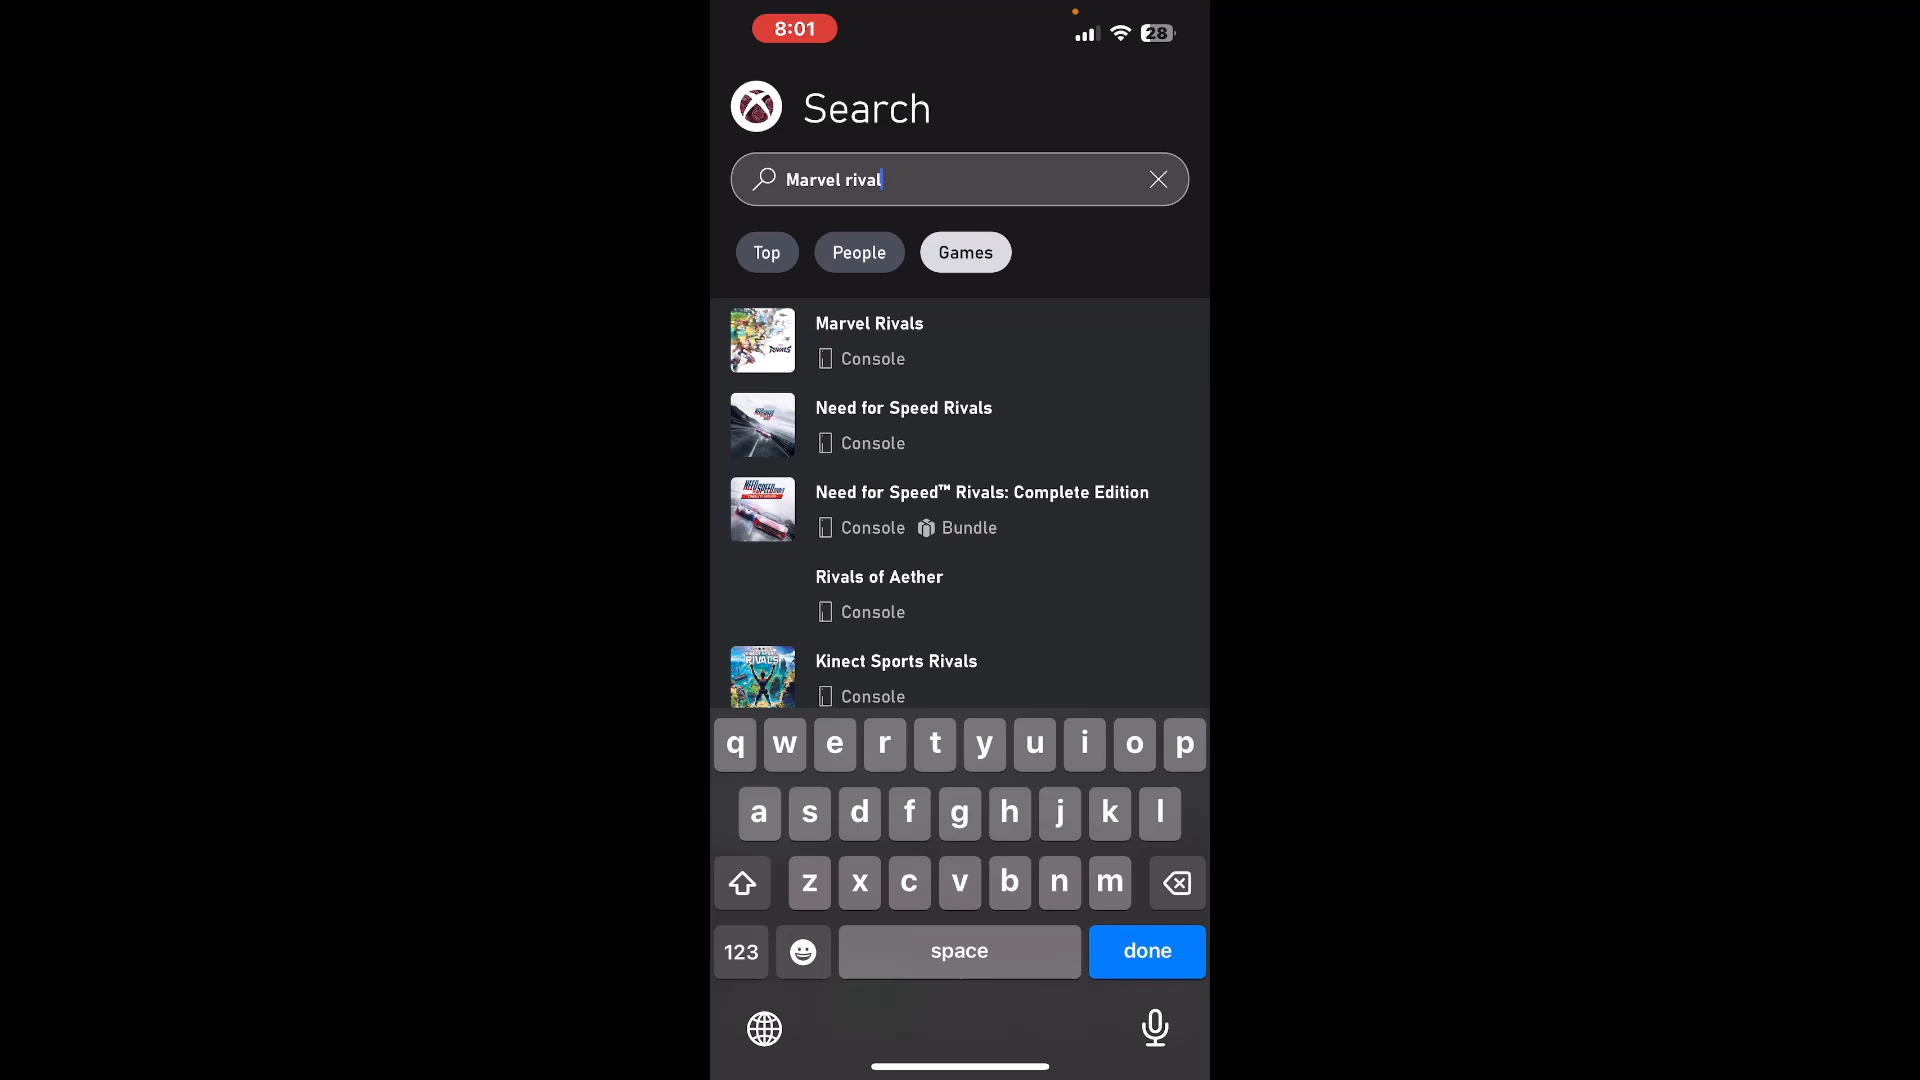 8:01
28
Search
Marvel rival
Top People Games
Marvel Rivals
Console
Need for Speed Rivals
Console
Need for Speed™ Rivals: Complete Edition
Console Bundle
Rivals of Aether
Console
Kinect Sports Rivals
Console
q w e r t y u i o p
a s d f g h j k l
z x c v b n m
123 space done